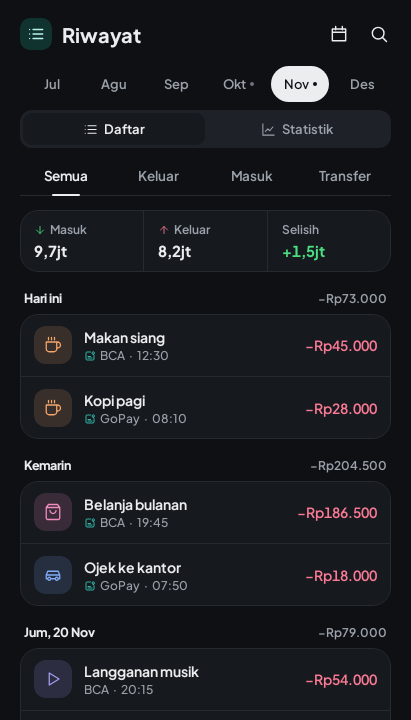 Riwayat
Jul Agu Sep Okt • Nov • Des
Daftar Statistik
Semua Keluar Masuk Transfer
↓ Masuk ↑ Keluar Selisih
9,7jt 8,2jt +1,5jt
Hari ini −Rp73.000
Makan siang −Rp45.000
BCA · 12:30
Kopi pagi −Rp28.000
GoPay · 08:10
Kemarin −Rp204.500
Belanja bulanan −Rp186.500
BCA · 19:45
Ojek ke kantor −Rp18.000
GoPay · 07:50
Jum, 20 Nov −Rp79.000
Langganan musik −Rp54.000
BCA · 20:15